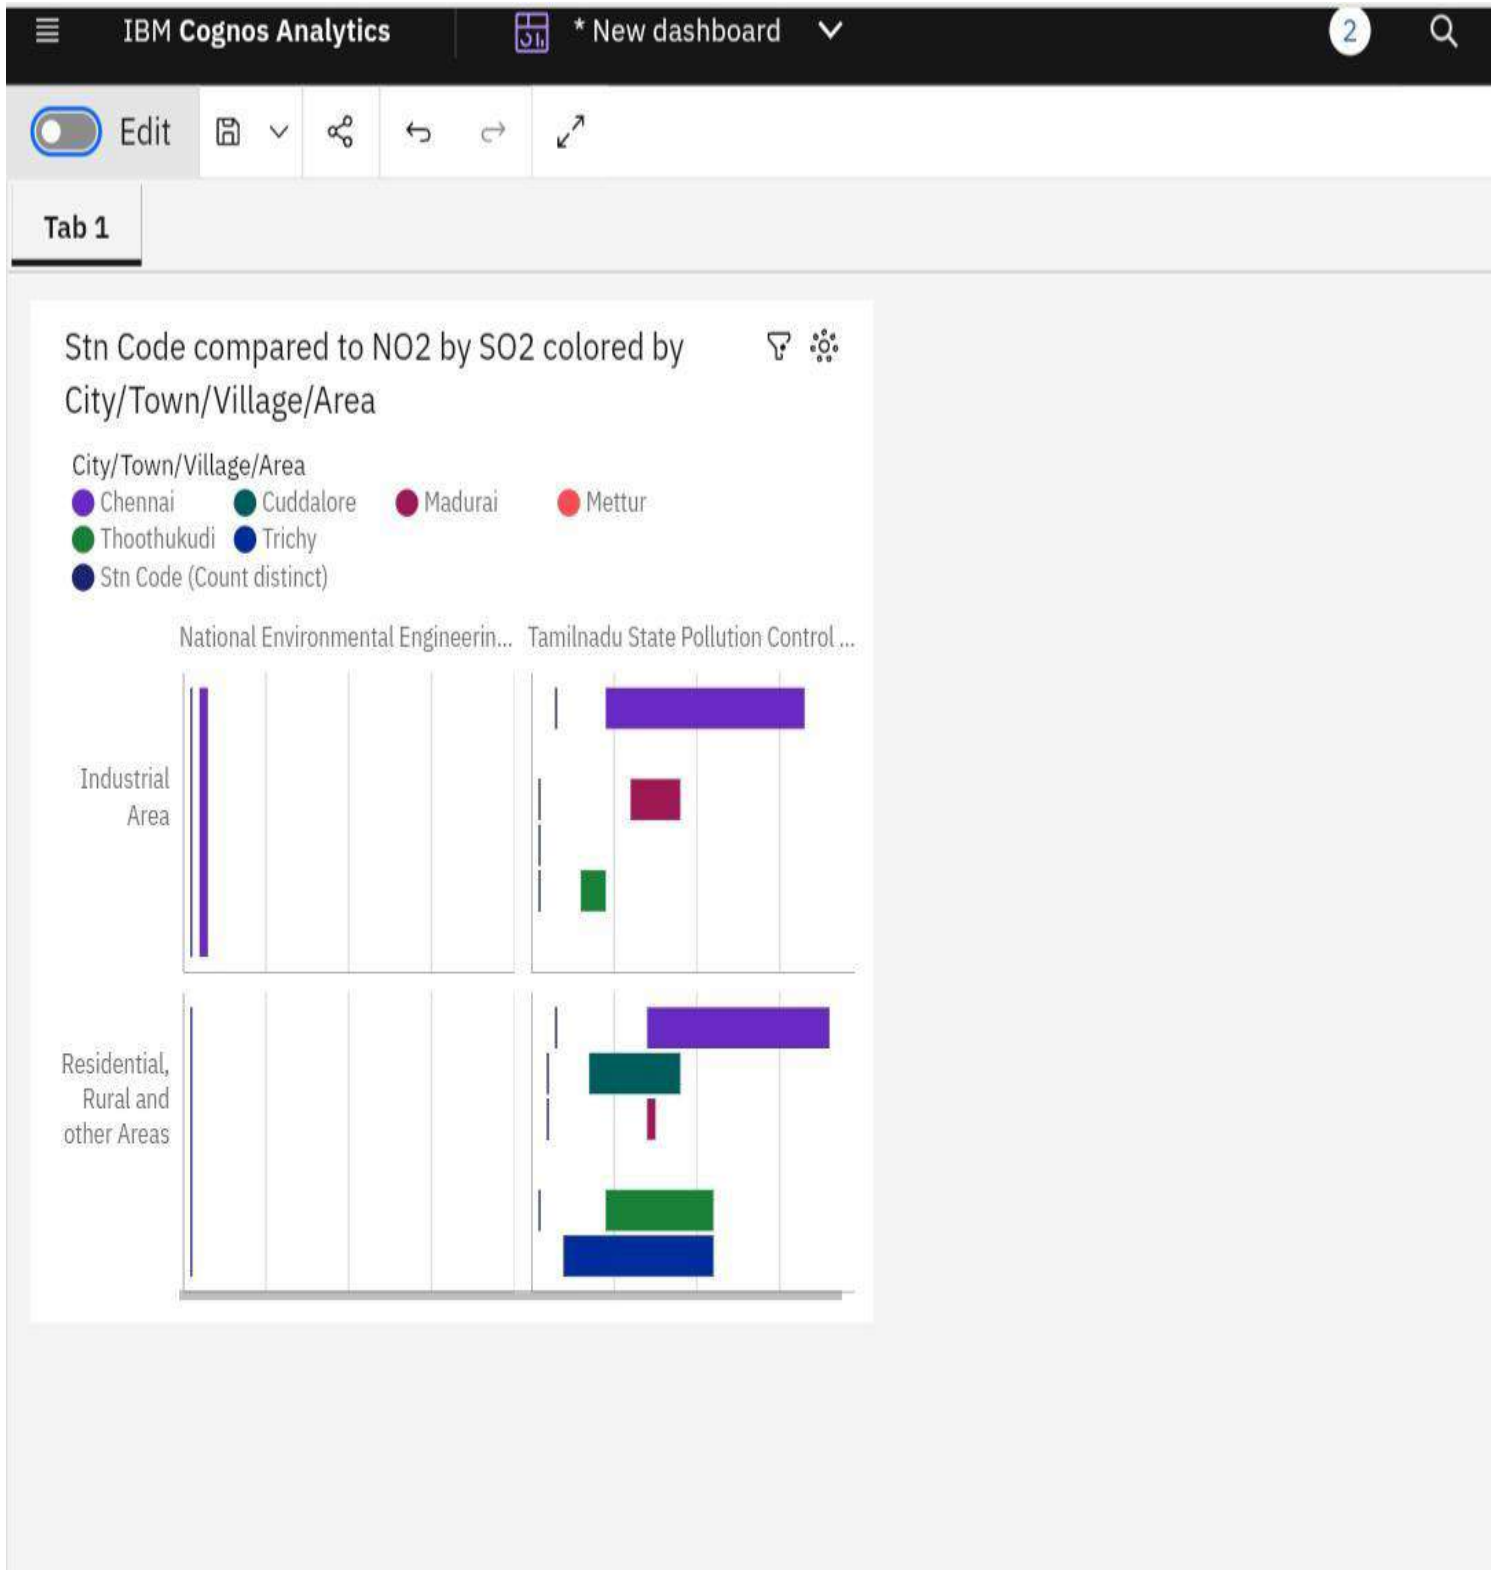 IBM Cognos Analytics
* New dashboard
2
Edit
Tab 1
Stn Code compared to NO2 by SO2 colored by
City/Town/Village/Area
City/Town/Village/Area
Chennai Cuddalore Madurai Mettur
Thoothukudi Trichy
Stn Code (Count distinct)
National Environmental Engineerin... Tamilnadu State Pollution Control ...
Industrial
Area
Residential,
Rural and
other Areas